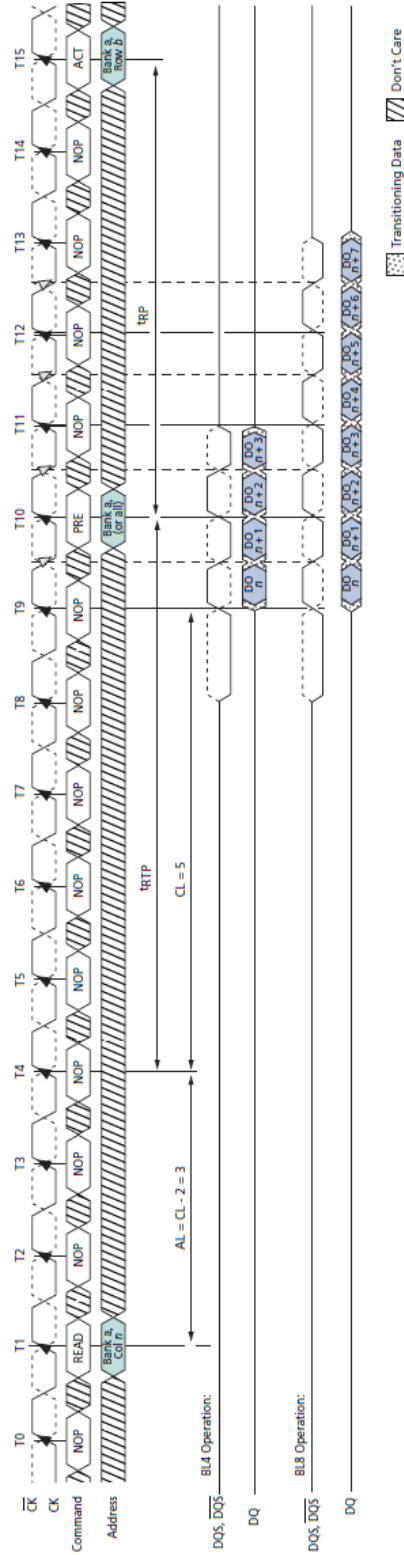 T0 T1 T2 T3 T4 T5 T6 T7 T8 T9 T10 T11 T12 T13 T14 T15
CK
CK
Command NOP READ NOP NOP NOP NOP NOP NOP NOP NOP PRE NOP NOP NOP NOP ACT
Address Bank a, Col n Bank a, (or all) Bank a, Row b
tRTP tRP
AL = CL - 2 = 3 CL = 5
BL4 Operation:
DQS, DQS
DQ DO n DO n + 1 DO n + 2 DO n + 3
BL8 Operation:
DQS, DQS
DQ DO n DO n + 1 DO n + 2 DO n + 3 DO n + 4 DO n + 5 DO n + 6 DO n + 7
Transitioning Data Don't Care